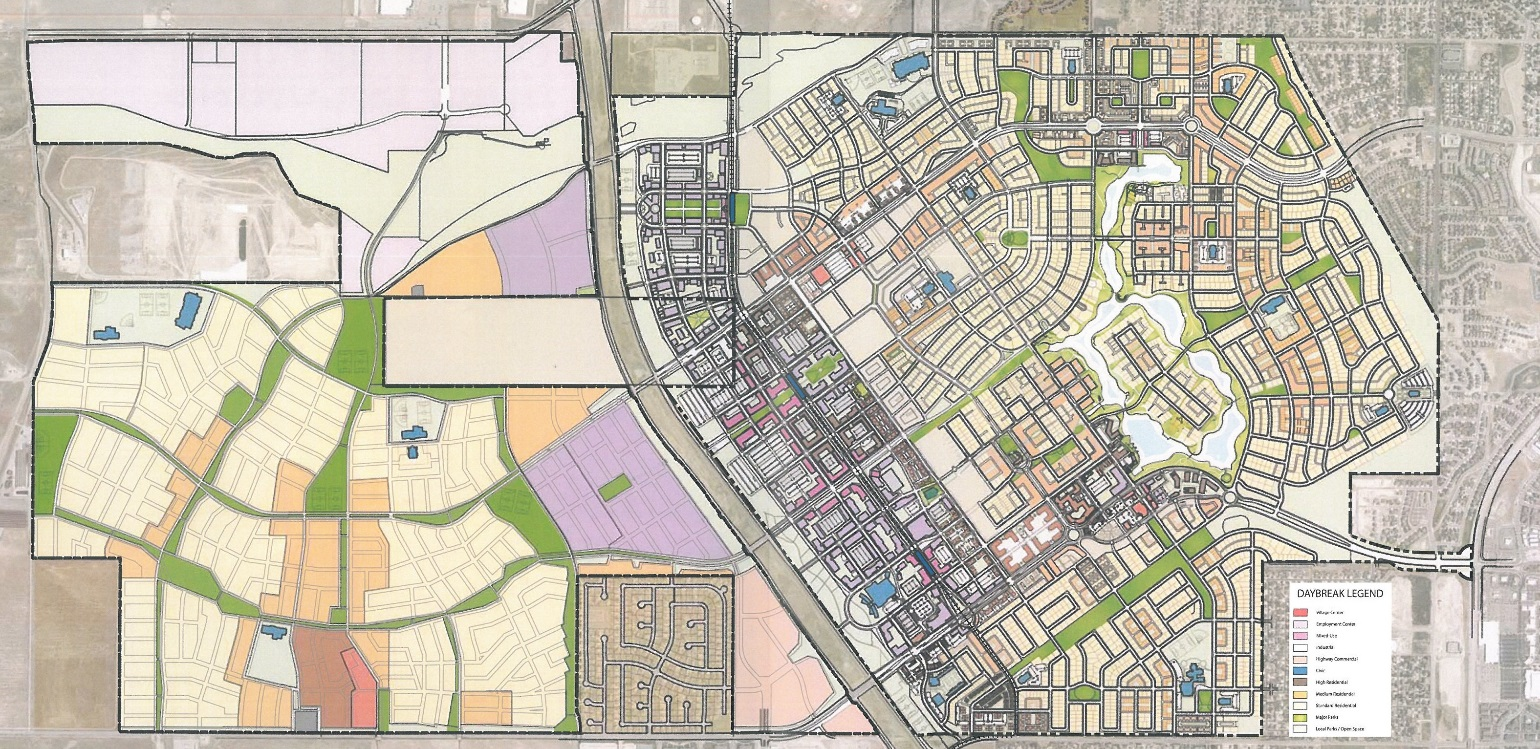 DAYBREAK LEGEND
Village Center
Employment Center
Mixed-Use
Industrial
Highway Commercial
Civic
High Residential
Medium Residential
Standard Residential
Major Parks
Local Parks / Open Space